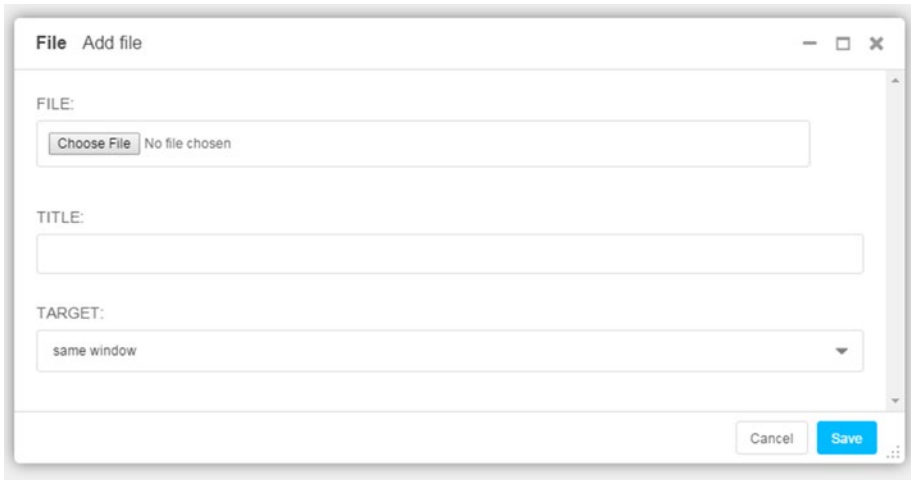 File Add file
FILE:
Choose File No file chosen
TITLE:
TARGET:
same window
Cancel Save